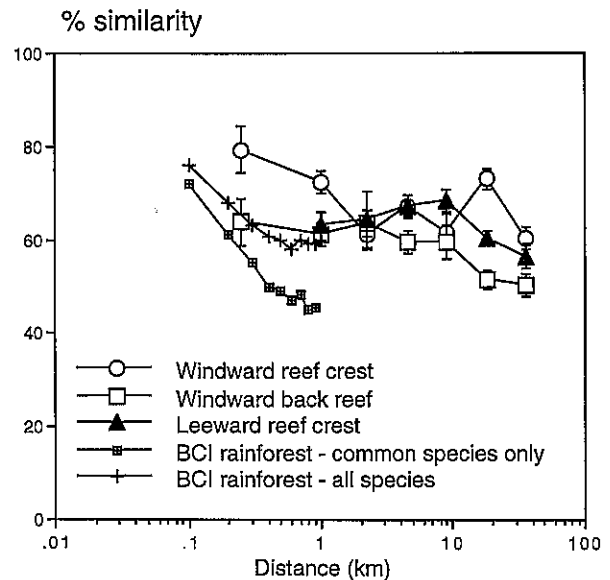 % similarity
100
80
60
40
20
0
Windward reef crest
Windward back reef
Leeward reef crest
BCI rainforest - common species only
BCI rainforest - all species
.01 .1 1 10 100
Distance (km)